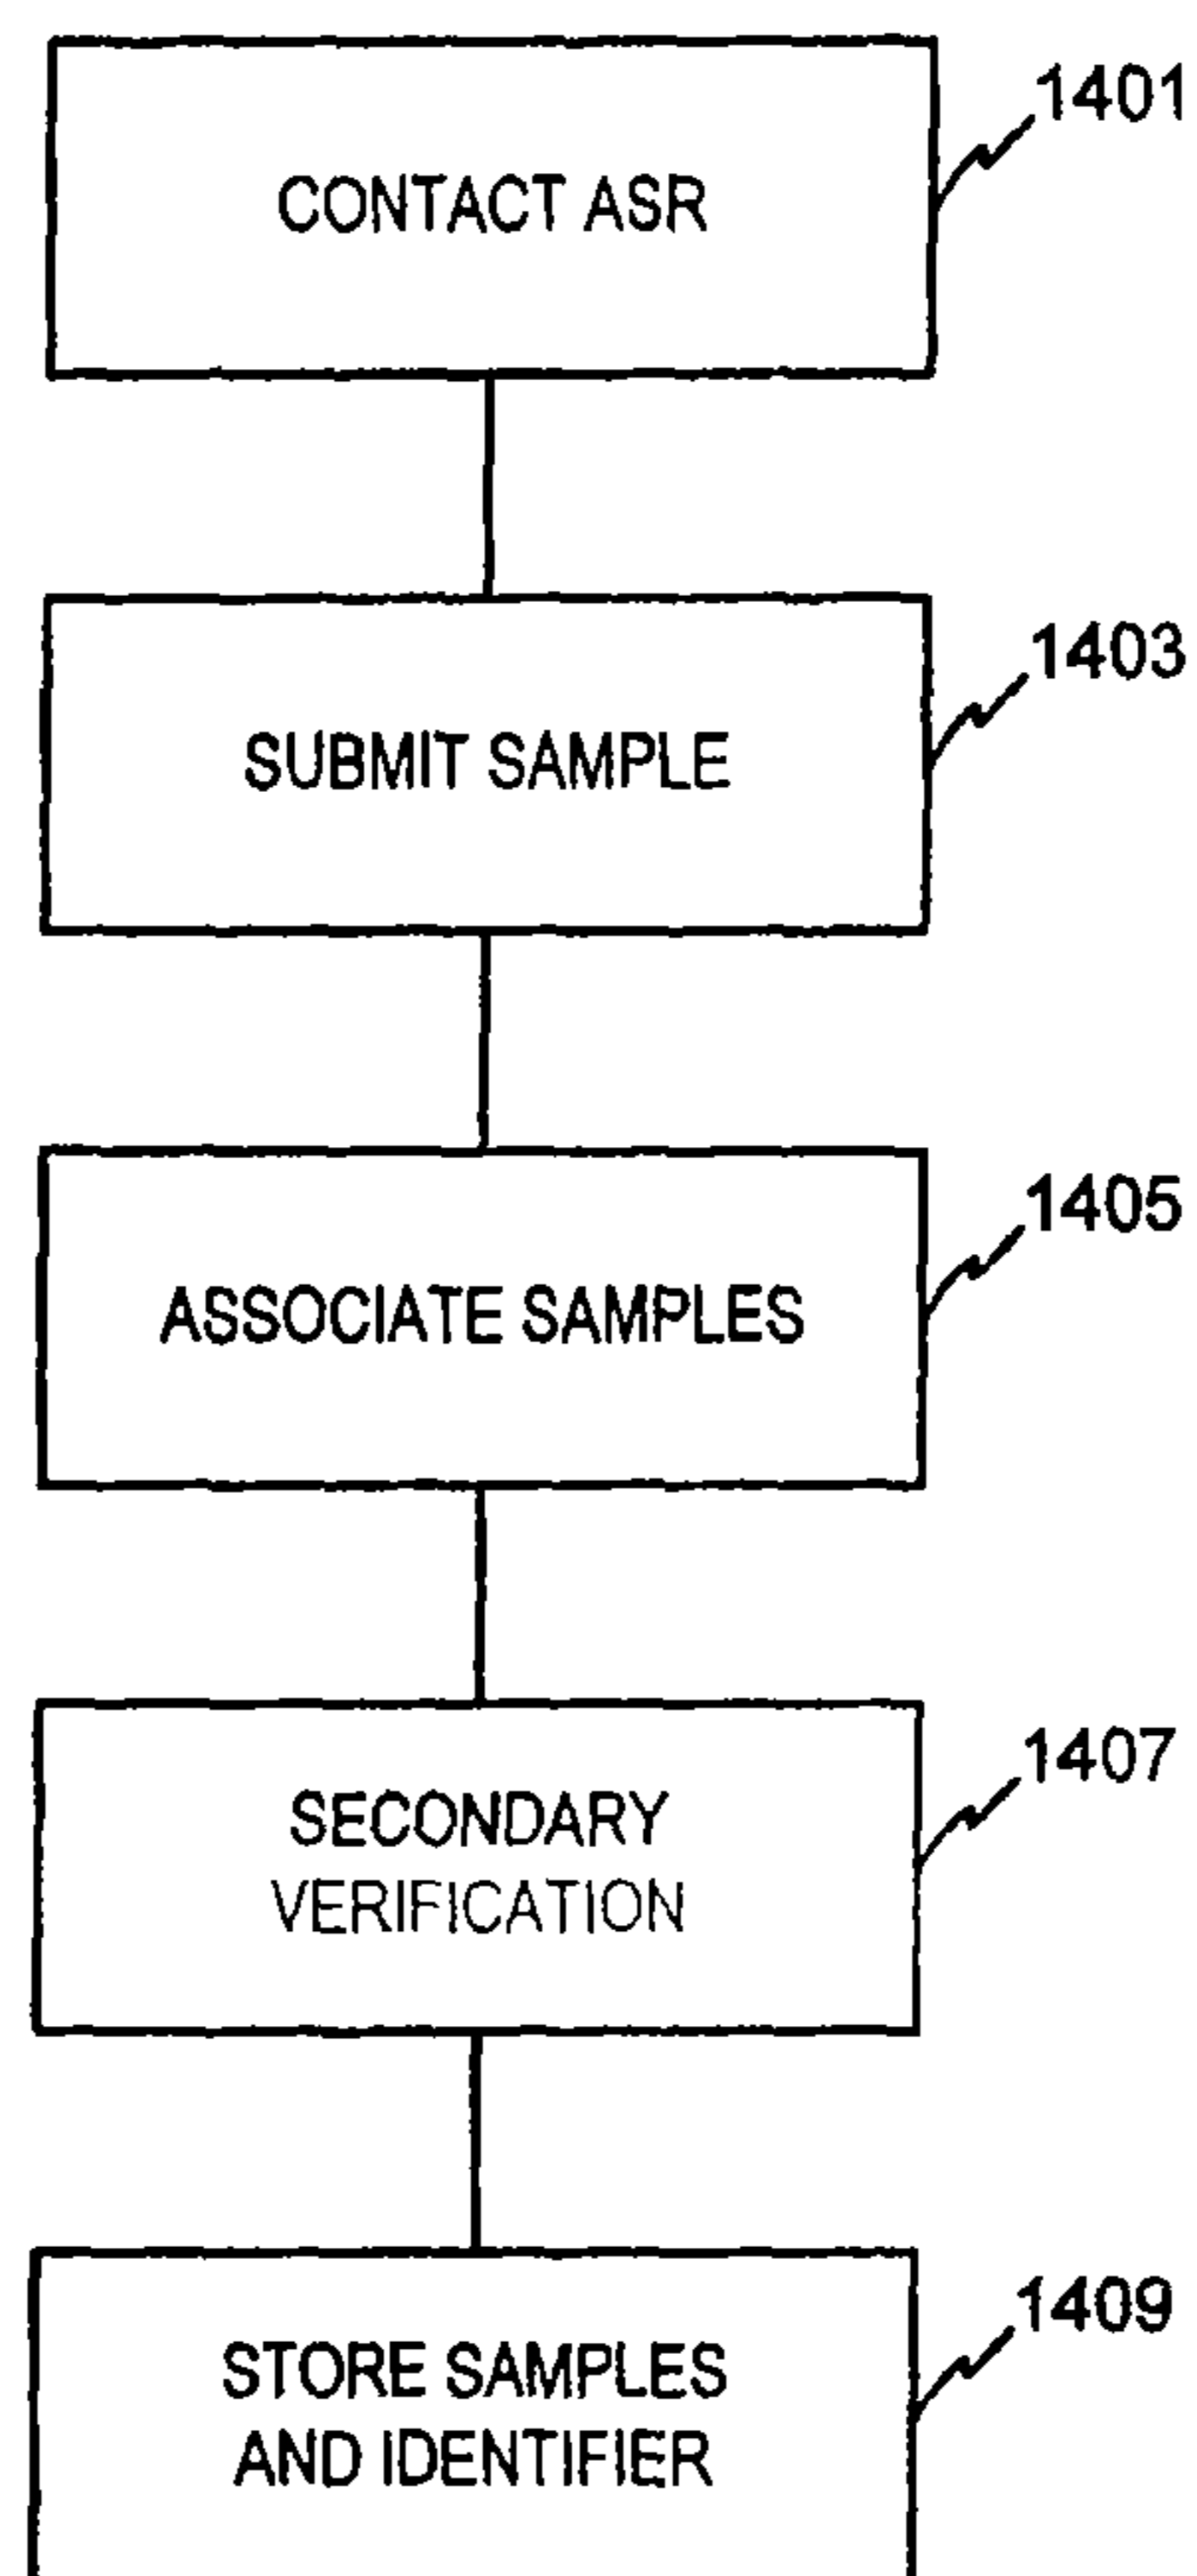 1401
CONTACT ASR
1403
SUBMIT SAMPLE
1405
ASSOCIATE SAMPLES
1407
SECONDARY
VERIFICATION
1409
STORE SAMPLES
AND IDENTIFIER